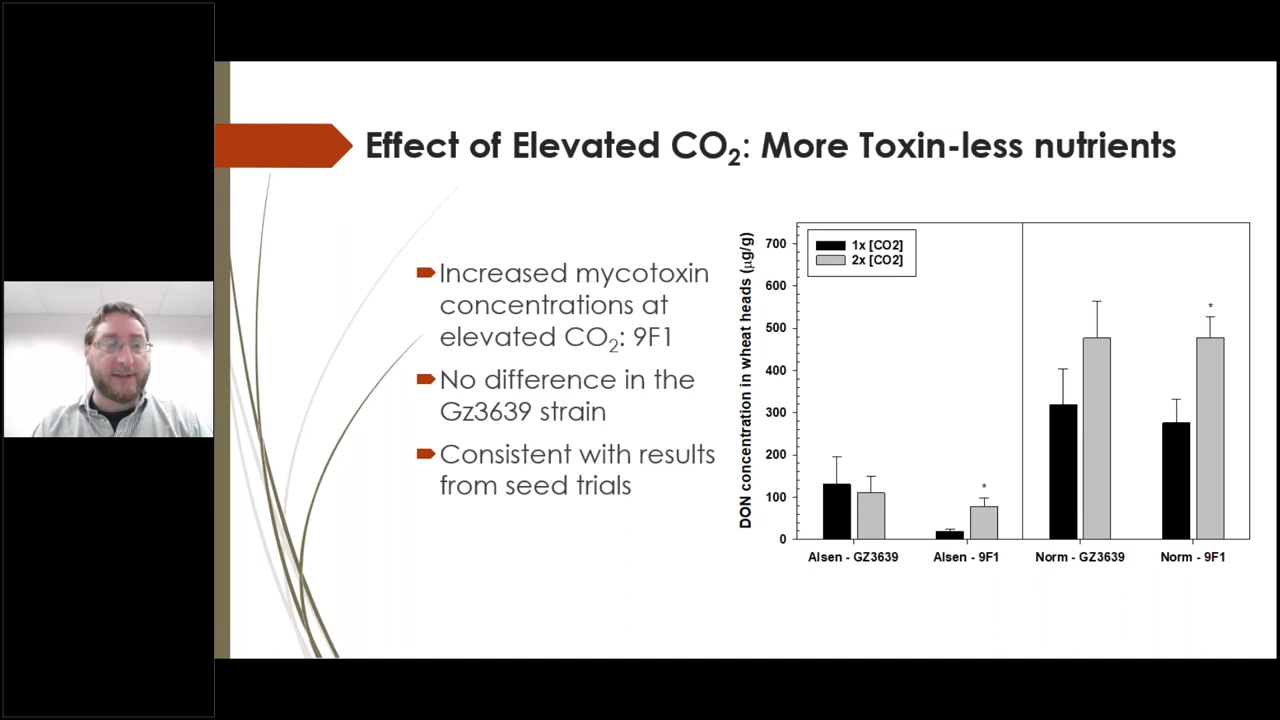 Effect of Elevated CO₂: More Toxin-less nutrients
Increased mycotoxin
concentrations at
elevated CO₂: 9F1
No difference in the
Gz3639 strain
Consistent with results
from seed trials
DON concentration in wheat heads (µg/g)
700
600
500
400
300
200
100
0
1x [CO2]
2x [CO2]
*
*
Alsen - GZ3639
Alsen - 9F1
Norm - GZ3639
Norm - 9F1